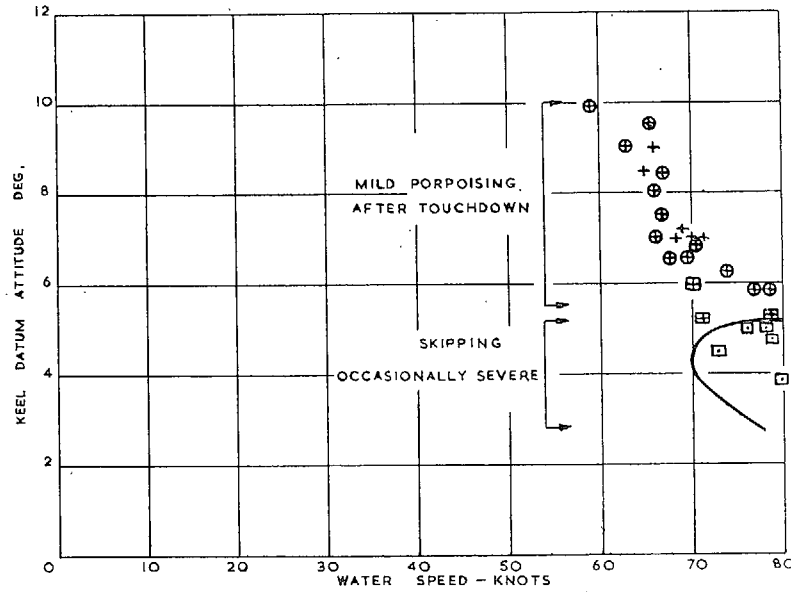 12
10
8
6
4
2
0
KEEL DATUM ATTITUDE DEG.
MILD PORPOISING.
AFTER TOUCHDOWN
SKIPPING
OCCASIONALLY SEVERE
0 10 20 30 40 50 60 70 80
WATER SPEED – KNOTS